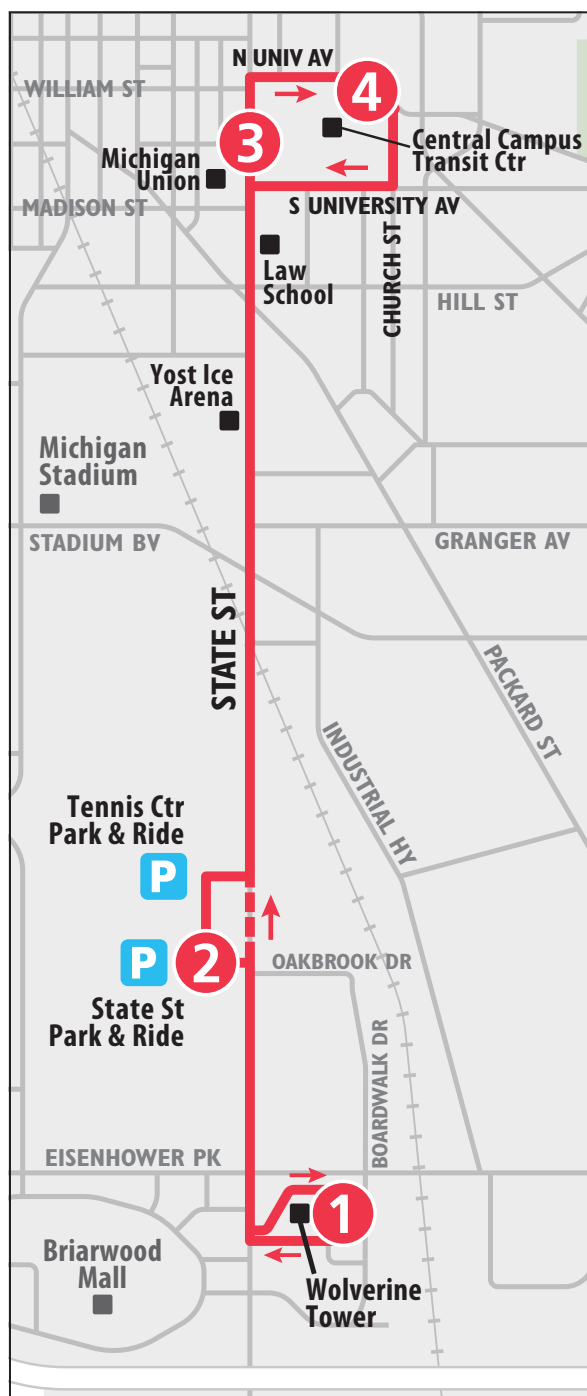 N UNIV AV
WILLIAM ST
4
3
Central Campus
Transit Ctr
Michigan
Union
MADISON ST
S UNIVERSITY AV
CHURCH ST
Law
School
HILL ST
Yost Ice
Arena
Michigan
Stadium
STADIUM BV
GRANGER AV
STATE ST
PACKARD ST
INDUSTRIAL HY
Tennis Ctr
Park & Ride
P
P
2
OAKBROOK DR
State St
Park & Ride
BOARDWALK DR
EISENHOWER PK
1
Briarwood
Mall
Wolverine
Tower